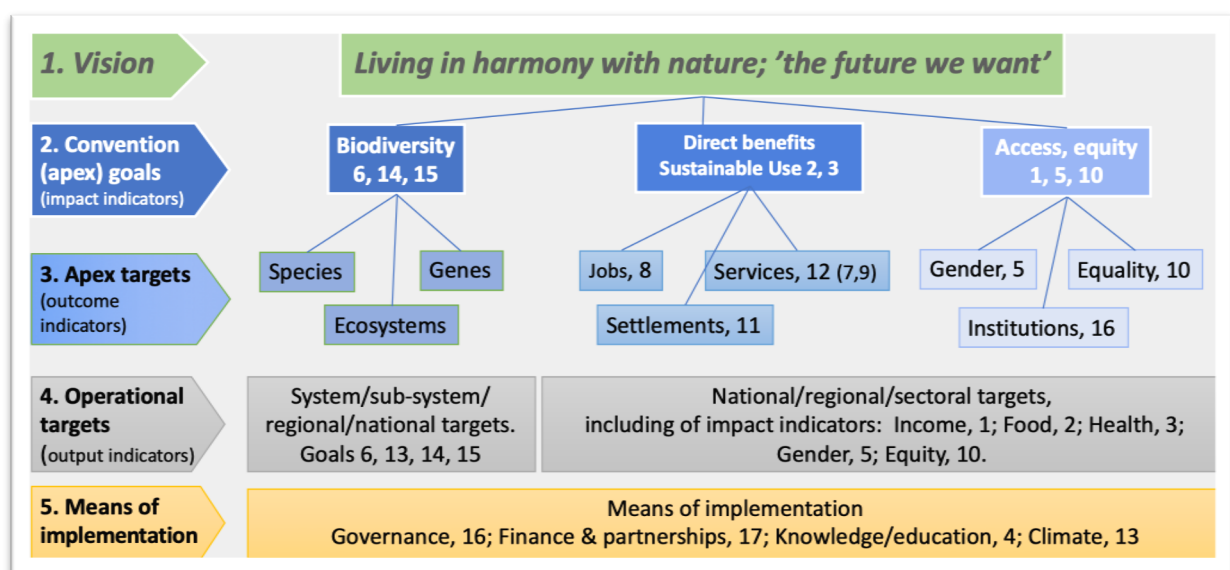 1. Vision
Living in harmony with nature; ’the future we want’
2. Convention
(apex) goals
(impact indicators)
Biodiversity
6, 14, 15
Direct benefits
Sustainable Use 2, 3
Access, equity
1, 5, 10
3. Apex targets
(outcome
indicators)
Species
Genes
Ecosystems
Jobs, 8
Services, 12 (7,9)
Settlements, 11
Gender, 5
Equality, 10
Institutions, 16
4. Operational
targets
(output indicators)
System/sub-system/
regional/national targets.
Goals 6, 13, 14, 15
National/regional/sectoral targets,
including of impact indicators: Income, 1; Food, 2; Health, 3;
Gender, 5; Equity, 10.
5. Means of
implementation
Means of implementation
Governance, 16; Finance & partnerships, 17; Knowledge/education, 4; Climate, 13